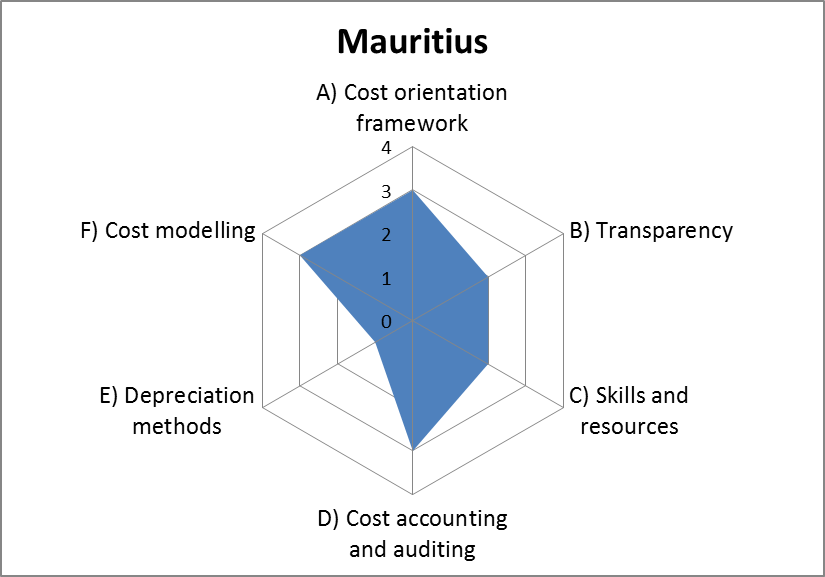 Mauritius
A) Cost orientation
framework
4
3
F) Cost modelling
2
B) Transparency
1
0
E) Depreciation
methods
C) Skills and
resources
D) Cost accounting
and auditing